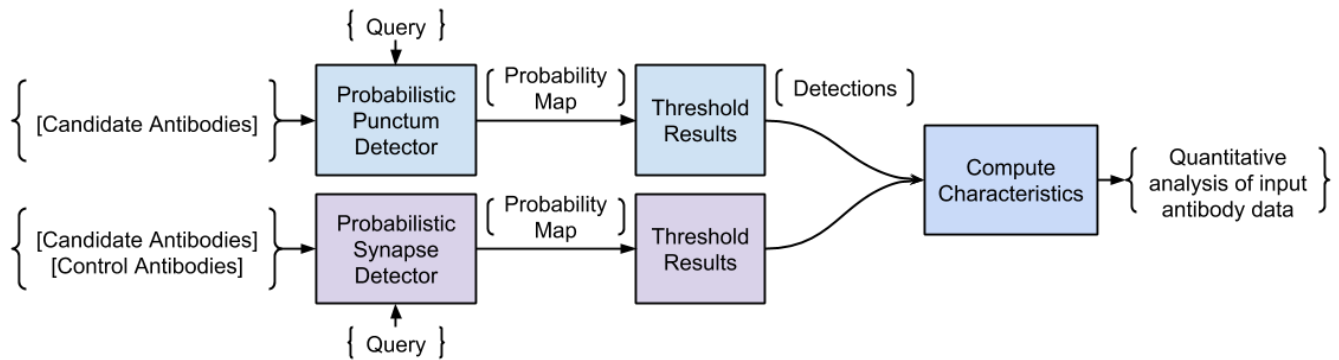 { Query }
[Candidate Antibodies]
Probabilistic
Punctum
Detector
Probability
Map
Threshold
Results
Detections
[Candidate Antibodies]
[Control Antibodies]
Probabilistic
Synapse
Detector
Probability
Map
Threshold
Results
{ Query }
Compute
Characteristics
Quantitative
analysis of input
antibody data